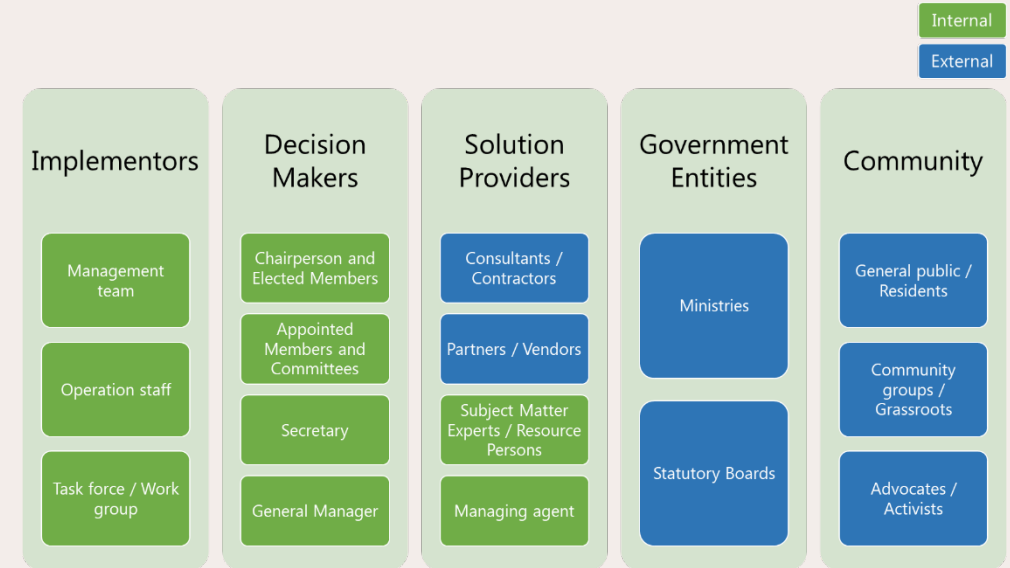 Internal
External
Implementors
Management
team
Operation staff
Task force / Work
group
Decision
Makers
Chairperson and
Elected Members
Appointed
Members and
Committees
Secretary
General Manager
Solution
Providers
Consultants /
Contractors
Partners / Vendors
Subject Matter
Experts / Resource
Persons
Managing agent
Government
Entities
Ministries
Statutory Boards
Community
General public /
Residents
Community
groups /
Grassroots
Advocates /
Activists